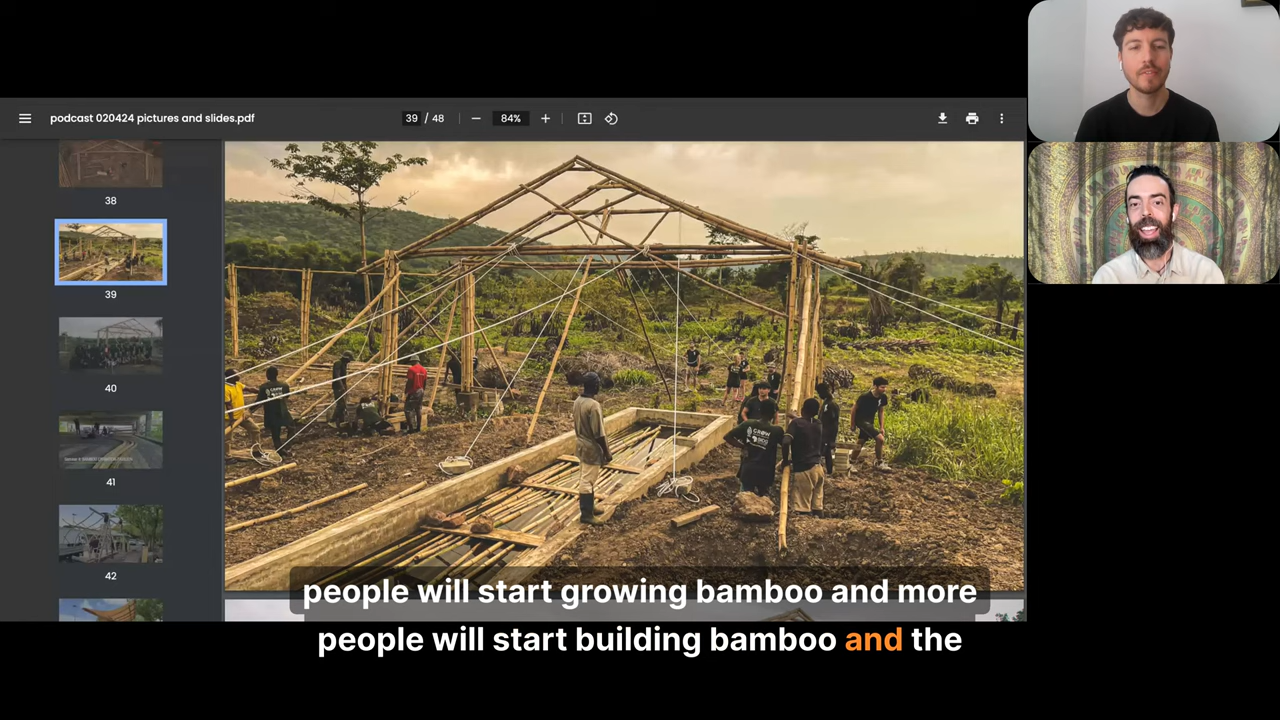 podcast 020424 pictures and slides.pdf
39 / 48
84%
38
39
40
41
42
GROW
people will start growing bamboo and more
people will start building bamboo and the